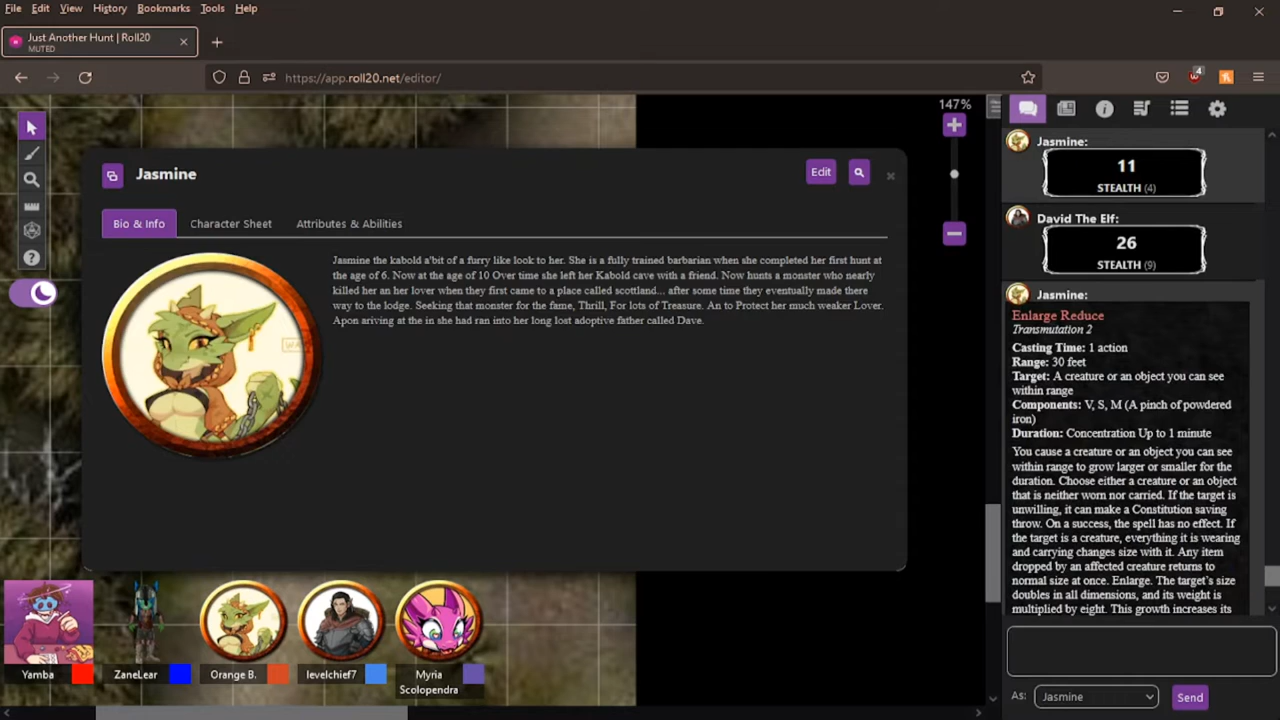 File Edit View History Bookmarks Tools Help
Just Another Hunt | Roll20
MUTED
https://app.roll20.net/editor/
4
147%
Jasmine
Edit
Bio & Info Character Sheet Attributes & Abilities
Jasmine the kabold a'bit of a furry like look to her. She is a fully trained barbarian when she completed her first hunt at
the age of 6. Now at the age of 10 Over time she left her Kabold cave with a friend. Now hunts a monster who nearly
killed her an her lover when they first came to a place called scottland... after some time they eventually made there
way to the lodge. Seeking that monster for the fame, Thrill, For lots of Treasure. An to Protect her much weaker Lover.
Apon ariving at the in she had ran into her long lost adoptive father called Dave.
Yamba
ZaneLear
Orange B.
levelchief7
Myria
Scolopendra
Jasmine:
11
STEALTH (4)
David The Elf:
26
STEALTH (9)
Jasmine:
Enlarge Reduce
Transmutation 2
Casting Time: 1 action
Range: 30 feet
Target: A creature or an object you can see
within range
Components: V, S, M (A pinch of powdered
iron)
Duration: Concentration Up to 1 minute
You cause a creature or an object you can see
within range to grow larger or smaller for the
duration. Choose either a creature or an object
that is neither worn nor carried. If the target is
unwilling, it can make a Constitution saving
throw. On a success, the spell has no effect. If
the target is a creature, everything it is wearing
and carrying changes size with it. Any item
dropped by an affected creature returns to
normal size at once. Enlarge. The target's size
doubles in all dimensions, and its weight is
multiplied by eight. This growth increases its
As: Jasmine Send